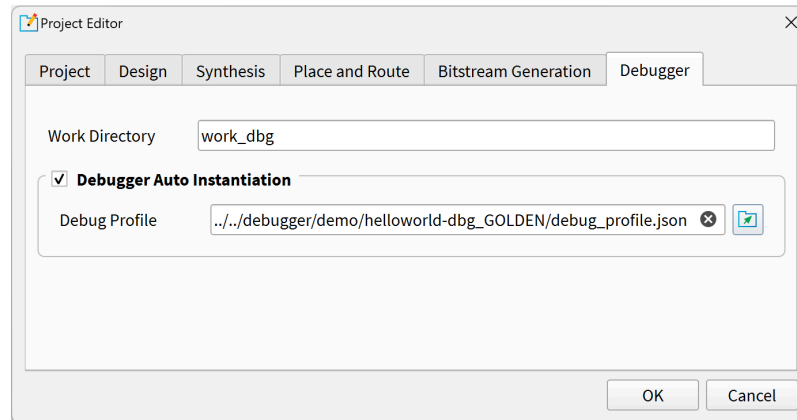 Project Editor
Project Design Synthesis Place and Route Bitstream Generation Debugger
Work Directory work_dbg
Debugger Auto Instantiation
Debug Profile ../../debugger/demo/helloworld-dbg_GOLDEN/debug_profile.json
OK Cancel